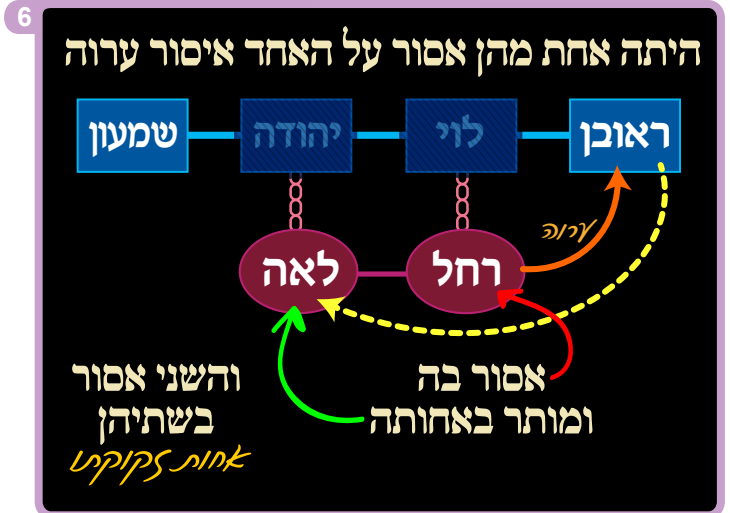 6
היתה אחת מהן אסור על האחד איסור ערוה
ראובן
לוי
יהודה
שמעון
ערוה
רחל
לאה
אסור בה
ומותר באחותה
והשני אסור
בשתיהן
אחות זקוקתו